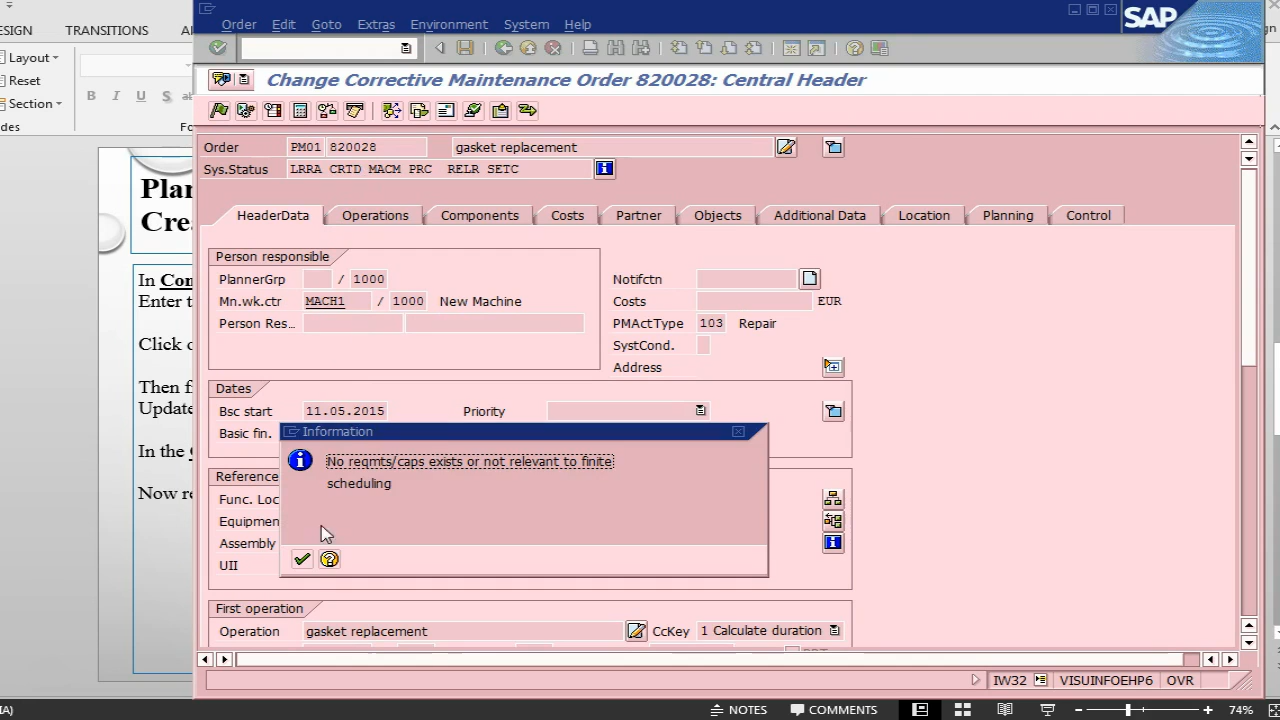 DESIGN
TRANSITIONS
Layout
Reset
Section
B I U S
Order Edit Goto Extras Environment System Help
SAP
Change Corrective Maintenance Order 820028: Central Header
Order PM01 820028 gasket replacement
Sys.Status LRRA CRTD MACM PRC RELR SETC
HeaderData Operations Components Costs Partner Objects Additional Data Location Planning Control
Person responsible
PlannerGrp / 1000
Mn.wk.ctr MACH1 / 1000 New Machine
Person Res...
Notifctn
Costs EUR
PMActType 103 Repair
SystCond.
Address
Dates
Bsc start 11.05.2015 Priority
Basic fin.
Information
No reqmts/caps exists or not relevant to finite
scheduling
Reference
Func. Loc
Equipmen
Assembly
UII
First operation
Operation gasket replacement CcKey 1 Calculate duration
IW32 VISUINFOEHP6 OVR
Plan
Crea
In Con
Enter t
Click o
Then f
Update
In the
Now re
NOTES COMMENTS 74%